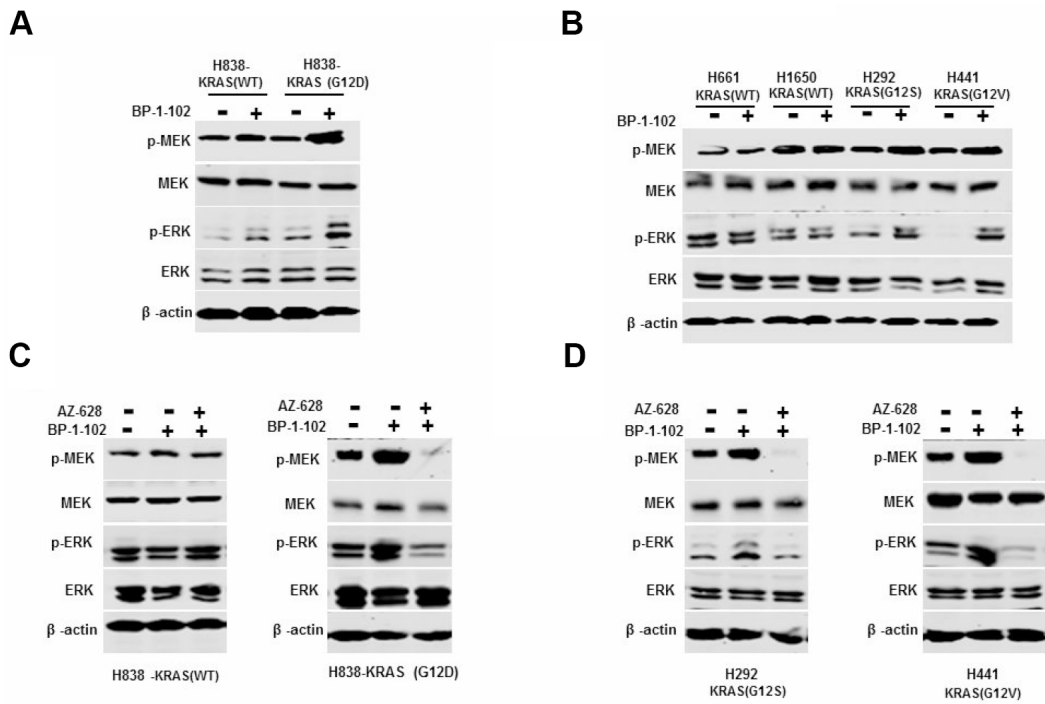 A
H838-
KRAS(WT)
H838-
KRAS (G12D)
BP-1-102 - + - +
p-MEK
MEK
p-ERK
ERK
β -actin
B
H661
KRAS(WT)
H1650
KRAS(WT)
H292
KRAS(G12S)
H441
KRAS(G12V)
BP-1-102 - + - + - + - +
p-MEK
MEK
p-ERK
ERK
β -actin
C
AZ-628 - - +
BP-1-102 - + +
p-MEK
MEK
p-ERK
ERK
β -actin
H838 -KRAS(WT)
AZ-628 - - +
BP-1-102 - + +
p-MEK
MEK
p-ERK
ERK
β -actin
H838-KRAS (G12D)
D
AZ-628 - - +
BP-1-102 - + +
p-MEK
MEK
p-ERK
ERK
β -actin
H292
KRAS(G12S)
AZ-628 - - +
BP-1-102 - + +
p-MEK
MEK
p-ERK
ERK
β -actin
H441
KRAS(G12V)